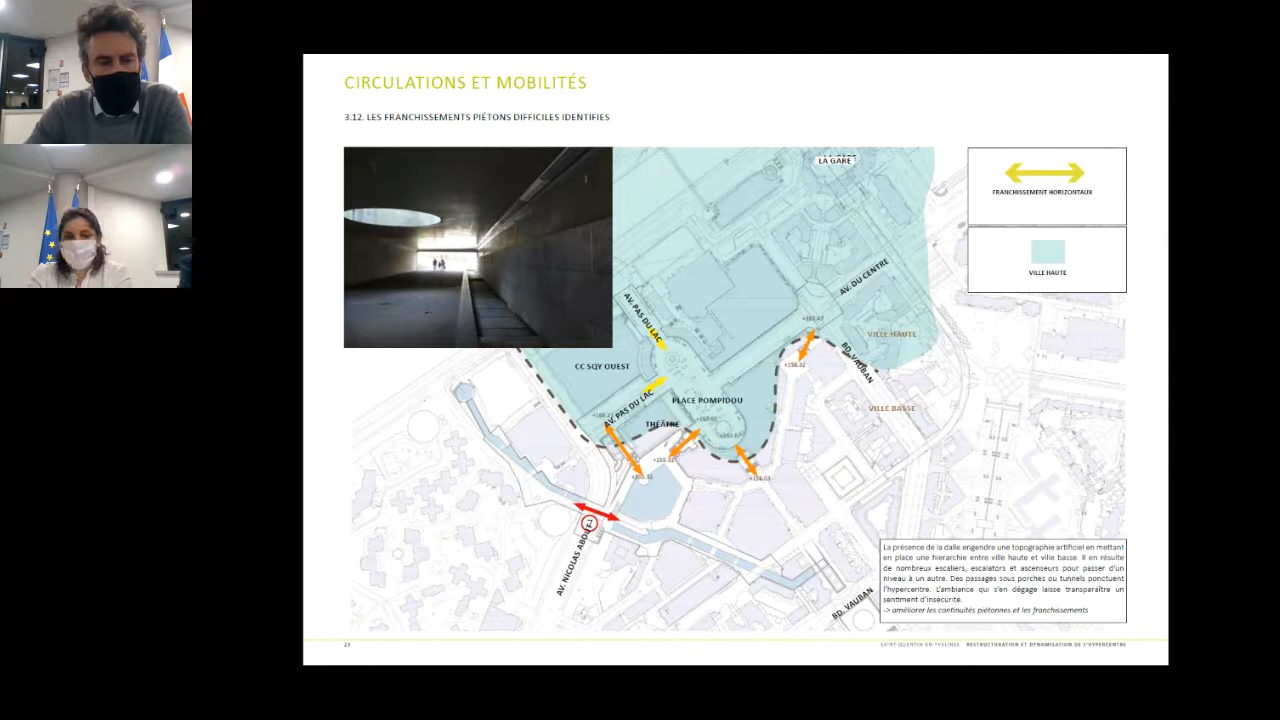 CIRCULATIONS ET MOBILITÉS
3.12. LES FRANCHISSEMENTS PIÉTONS DIFFICILES IDENTIFIES
LA GARE
FRANCHISSEMENT HORIZONTAUX
VILLE HAUTE
AV. DU CENTRE
AV. PAS DU LAC
VILLE HAUTE
BD. VAUBAN
CC SQY OUEST
AV. PAS DU LAC
PLACE POMPIDOU
VILLE BASSE
THÉÂTRE
AV. NICOLAS ABOUT
BD. VAUBAN
La présence de la dalle engendre une topographie artificiel en mettant
en place une hierarchie entre ville haute et ville basse. Il en résulte
de nombreux escaliers, escalators et ascenseurs pour passer d'un
niveau à un autre. Des passages sous porches ou tunnels ponctuent
l'hypercentre. L'ambiance qui s'en dégage laisse transparaître un
sentiment d'insécurité.
-> améliorer les continuités piétonnes et les franchissements
SAINT-QUENTIN-EN-YVELINES RESTRUCTURATION ET DYNAMISATION DE L'HYPERCENTRE